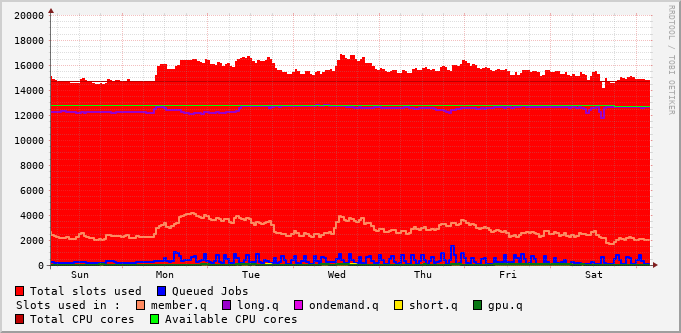 20000
18000
16000
14000
12000
10000
8000
6000
4000
2000
0
Sun Mon Tue Wed Thu Fri Sat
RRDTOOL / TOBI OETIKER
Total slots used Queued Jobs
Slots used in : member.q long.q ondemand.q short.q gpu.q
Total CPU cores Available CPU cores